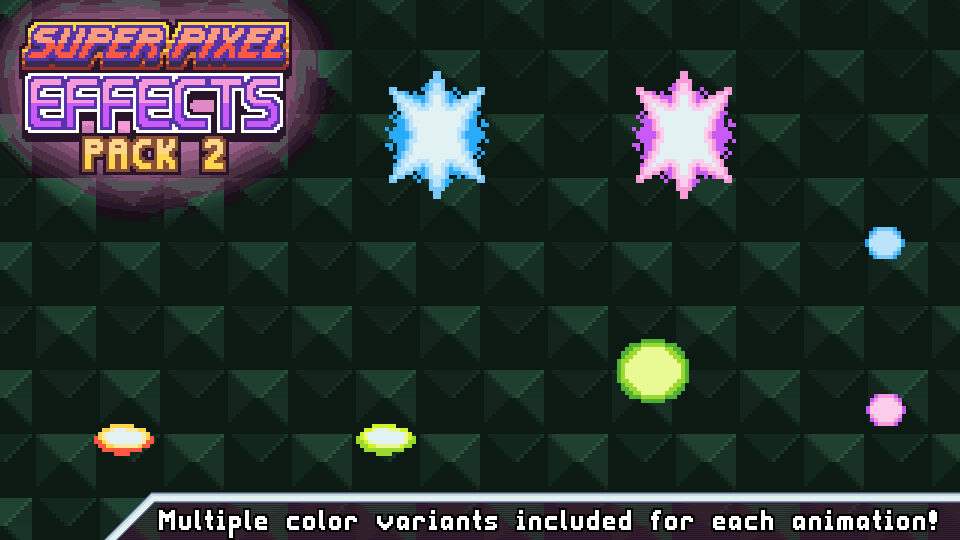 SUPER PIXEL
EFFECTS
PACK 2
Multiple color variants included for each animation!